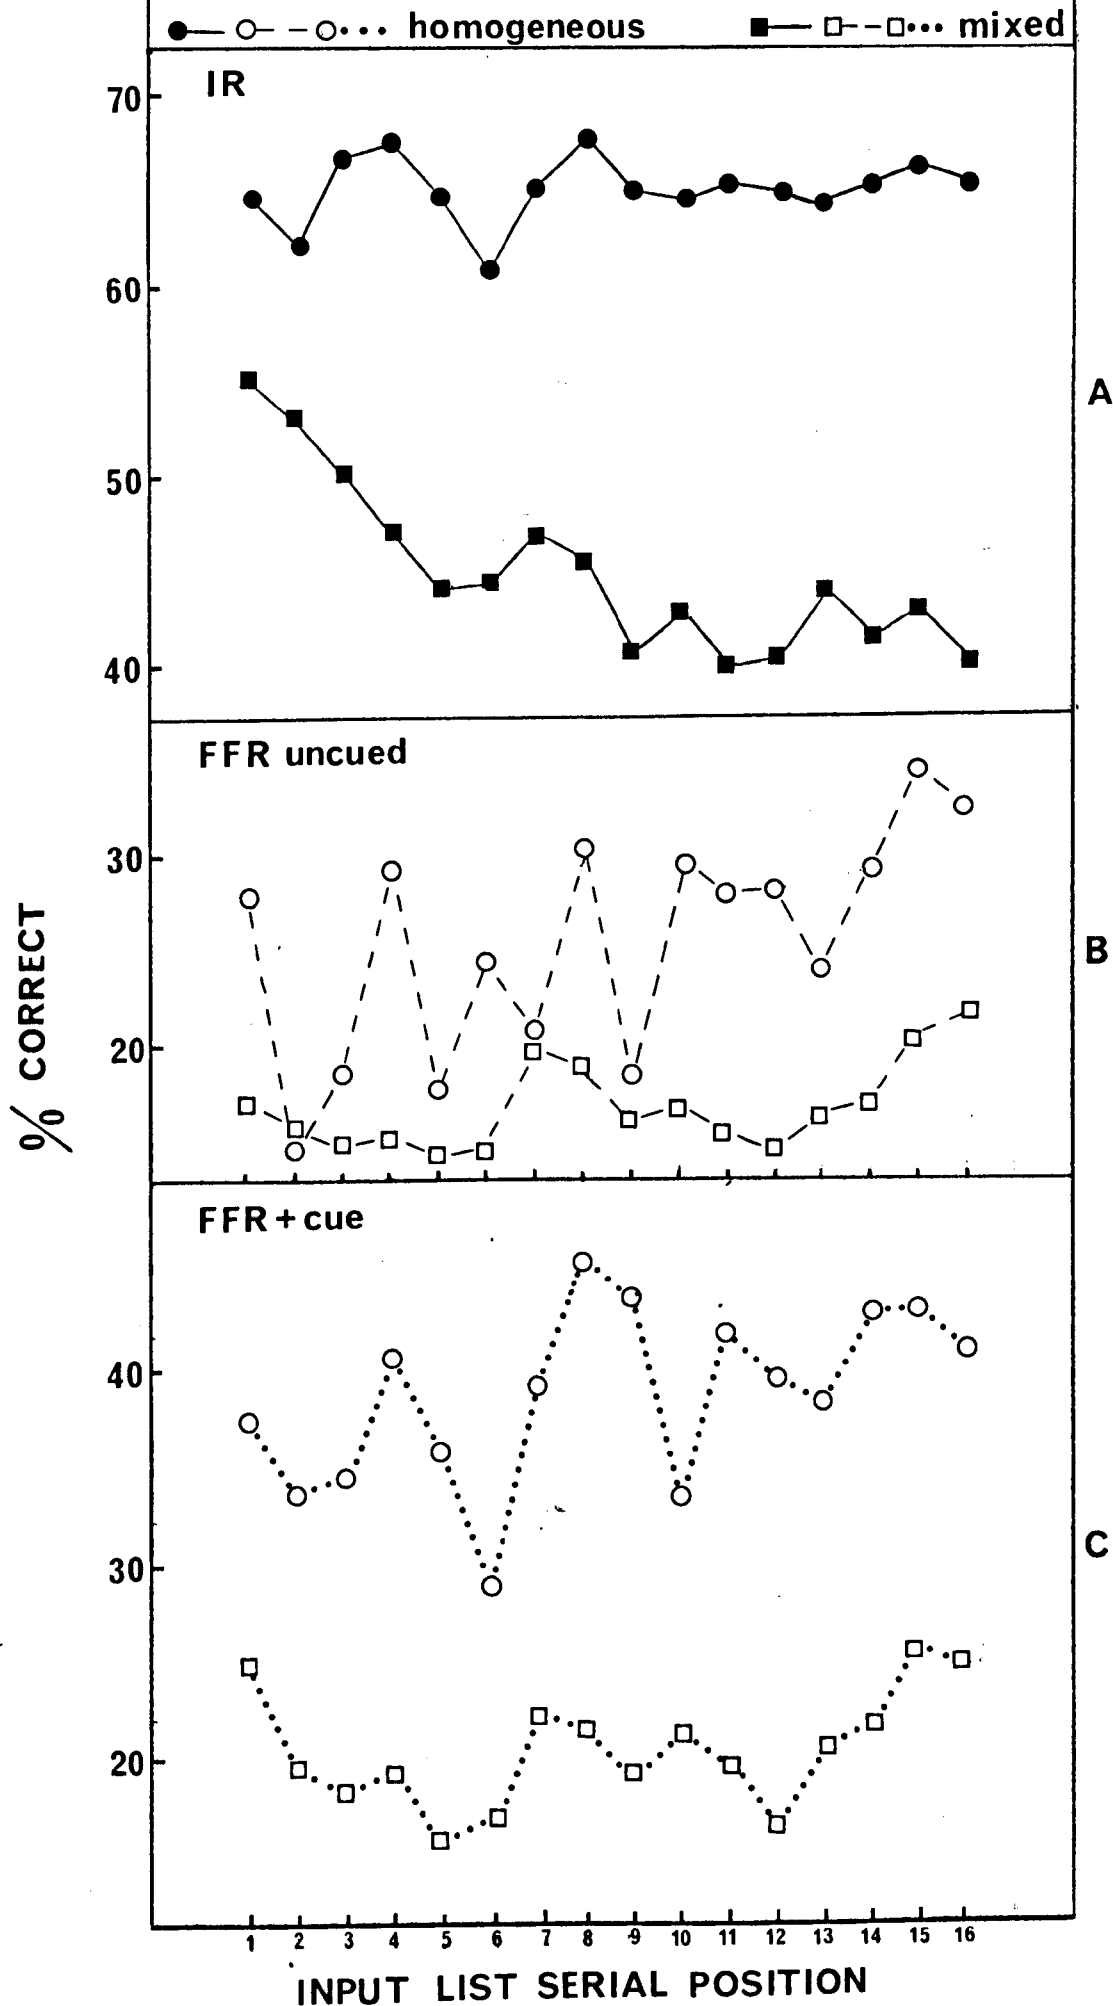 homogeneous mixed
IR
70
60
50
40
A
FFR uncued
30
20
B
% CORRECT
FFR + cue
40
30
20
C
1 2 3 4 5 6 7 8 9 10 11 12 13 14 15 16
INPUT LIST SERIAL POSITION